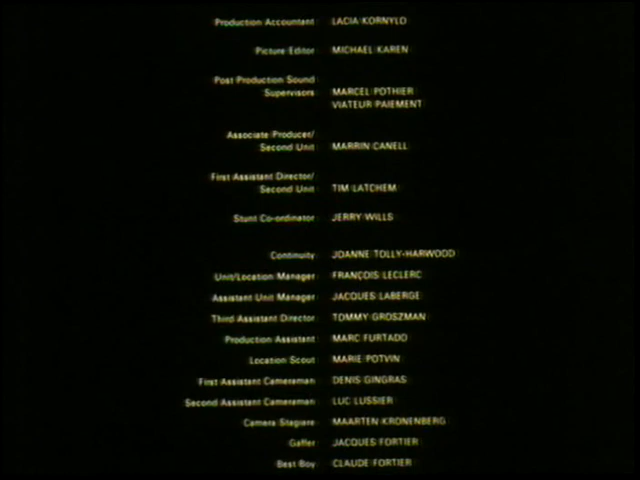 Production Accountant LACIA KORNYLO
Picture Editor MICHAEL KAREN
Post Production Sound
Supervisors MARCEL POTHIER
VIATEUR PAIEMENT
Associate Producer/
Second Unit MARRIN CANELL
First Assistant Director/
Second Unit TIM LATCHEM
Stunt Co-ordinator JERRY WILLS
Continuity JOANNE TOLLY-HARWOOD
Unit/Location Manager FRANÇOIS LECLERC
Assistant Unit Manager JACQUES LABERGE
Third Assistant Director TOMMY GROSZMAN
Production Assistant MARC FURTADO
Location Scout MARIE POTVIN
First Assistant Cameraman DENIS GINGRAS
Second Assistant Cameraman LUC LUSSIER
Camera Stagiare MAARTEN KRONENBERG
Gaffer JACQUES FORTIER
Best Boy CLAUDE FORTIER